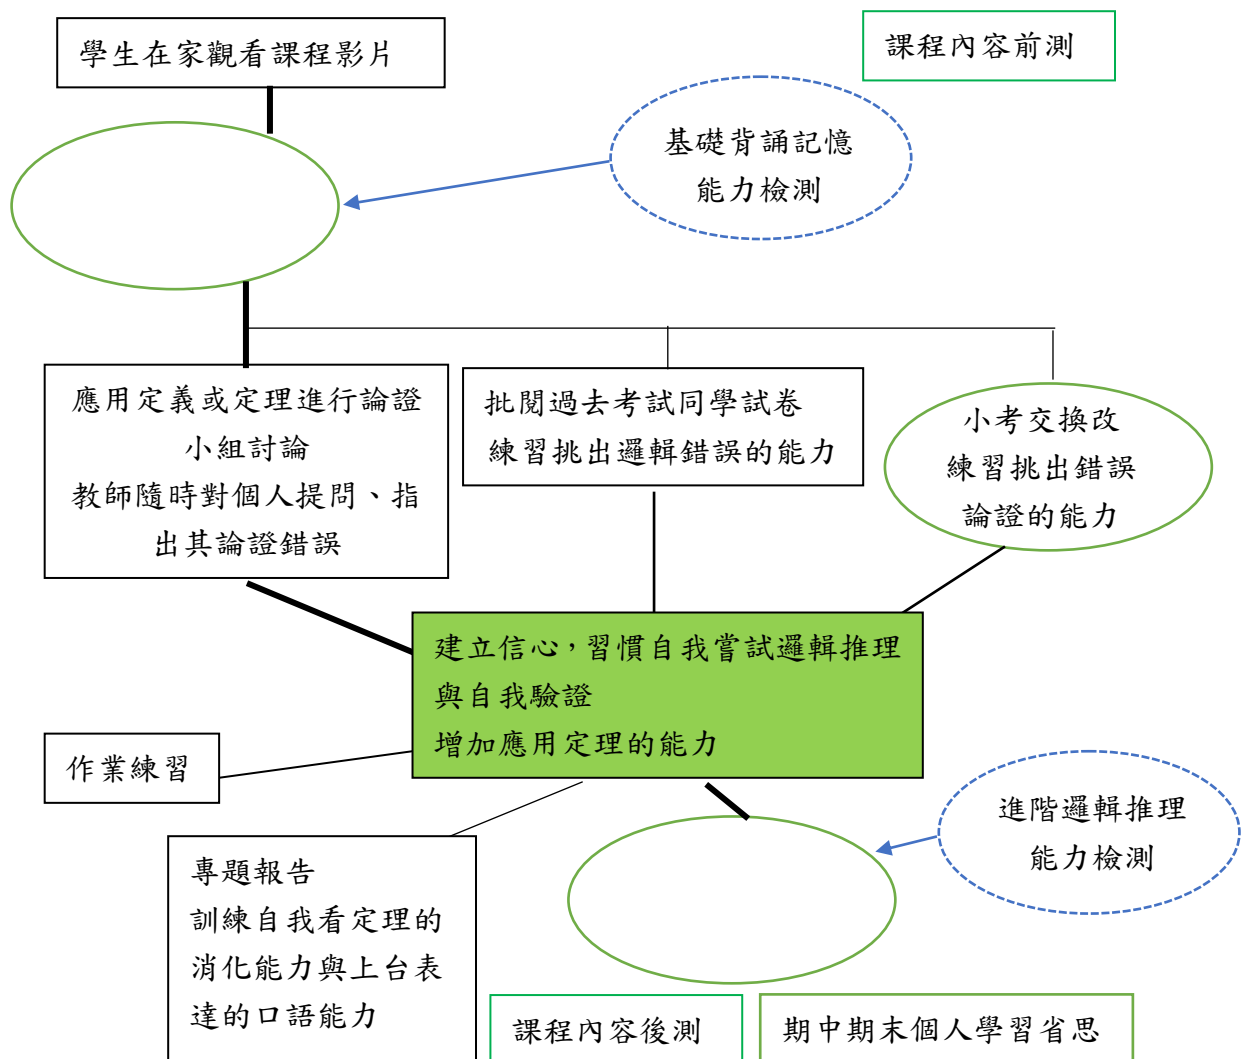 學生在家觀看課程影片
課程內容前測
基礎背誦記憶
能力檢測
應用定義或定理進行論證
小組討論
教師隨時對個人提問、指
出其論證錯誤
批閱過去考試同學試卷
練習挑出邏輯錯誤的能力
小考交換改
練習挑出錯誤
論證的能力
建立信心，習慣自我嘗試邏輯推理
與自我驗證
增加應用定理的能力
作業練習
進階邏輯推理
能力檢測
專題報告
訓練自我看定理的
消化能力與上台表
達的口語能力
課程內容後測
期中期末個人學習省思